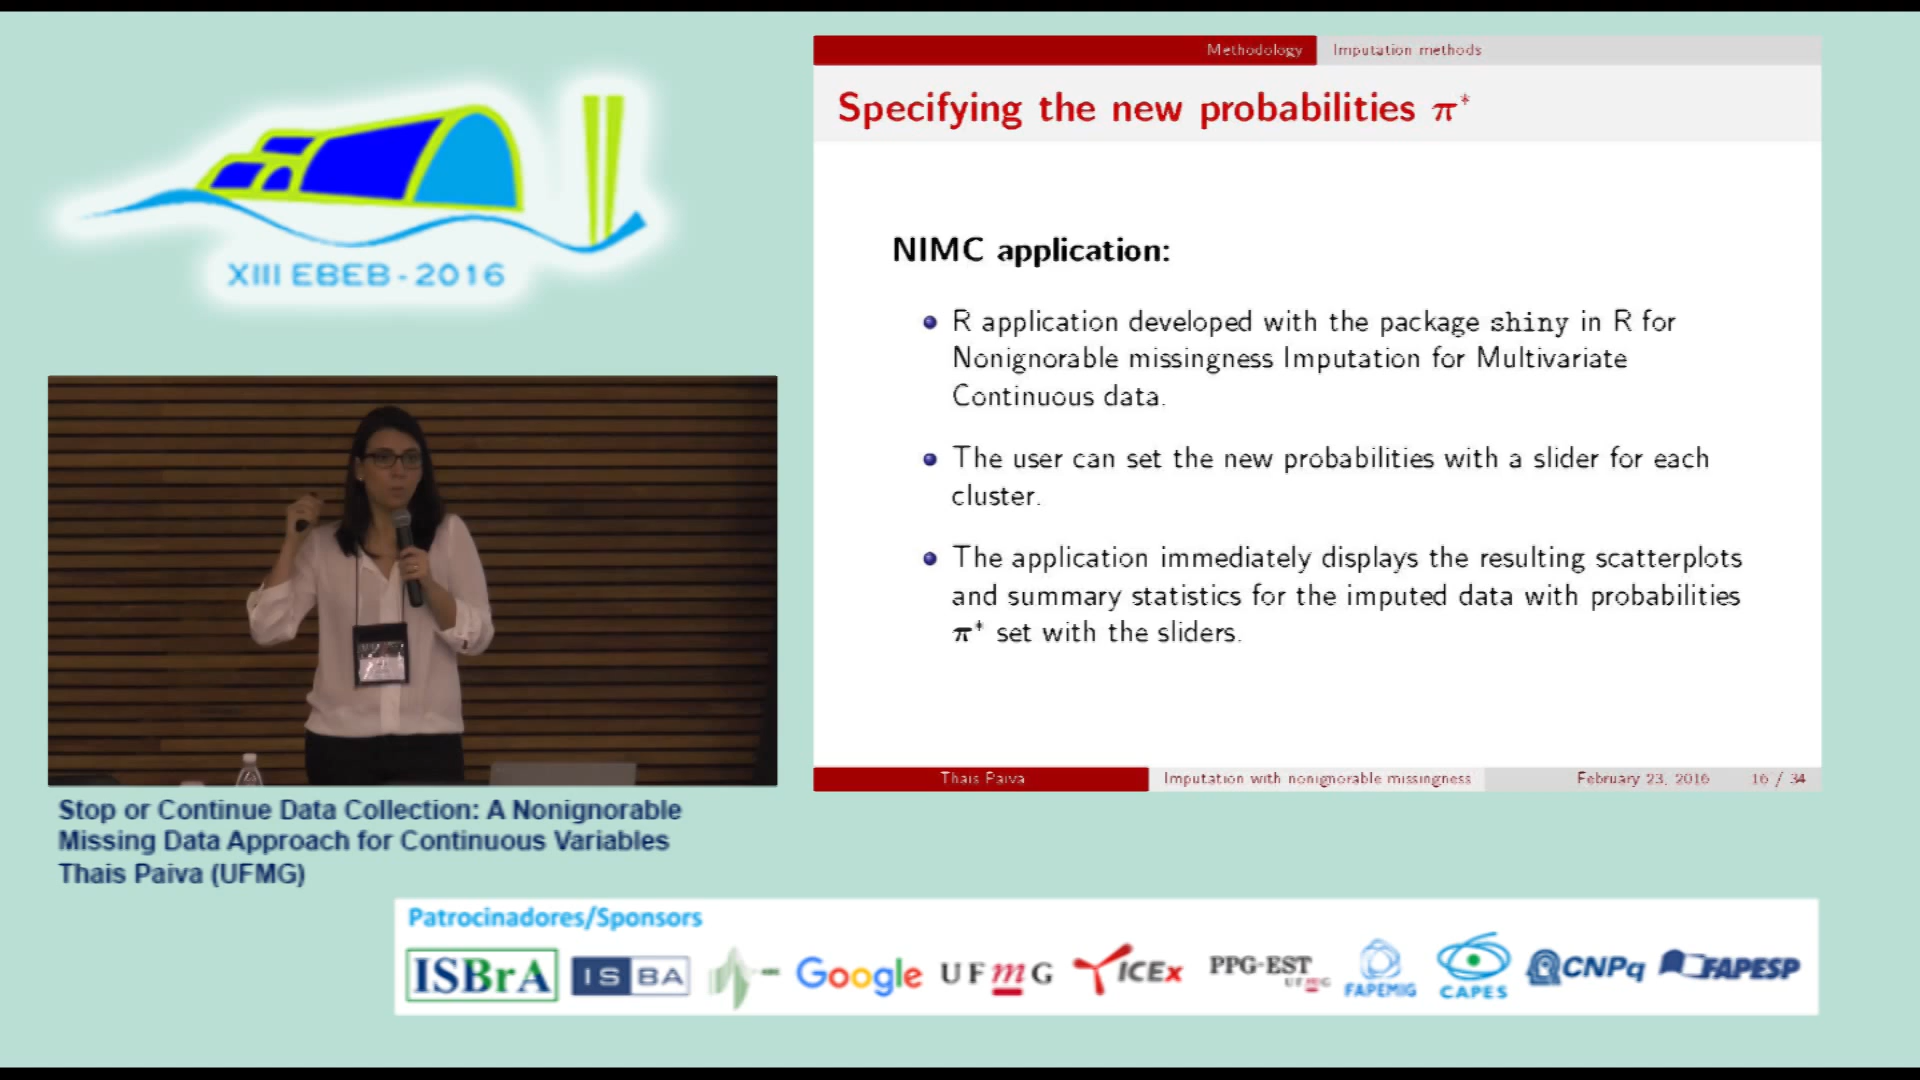 XIII EBEB - 2016
Methodology
Imputation methods
Specifying the new probabilities π*
NIMC application:
R application developed with the package shiny in R for
Nonignorable missingness Imputation for Multivariate
Continuous data.
The user can set the new probabilities with a slider for each
cluster.
The application immediately displays the resulting scatterplots
and summary statistics for the imputed data with probabilities
π* set with the sliders.
Thais Paiva
Imputation with nonignorable missingness
February 23, 2016
16 / 34
Stop or Continue Data Collection: A Nonignorable
Missing Data Approach for Continuous Variables
Thais Paiva (UFMG)
Patrocinadores/Sponsors
ISBrA
ISBA
Google
UFmG
ICEx
PPG-EST
UFmG
FAPEMIG
CAPES
CNPq
FAPESP